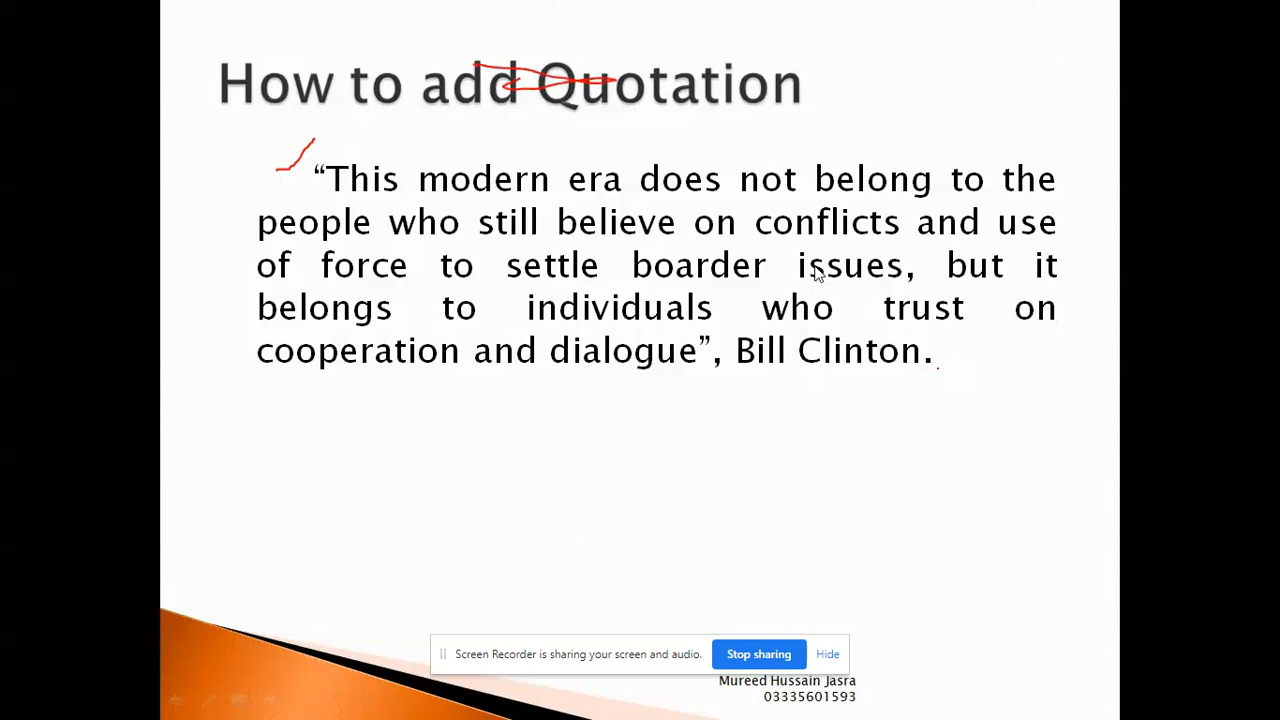 How to add Quotation
“This modern era does not belong to the
people who still believe on conflicts and use
of force to settle boarder issues, but it
belongs to individuals who trust on
cooperation and dialogue”, Bill Clinton.
Screen Recorder is sharing your screen and audio. Stop sharing Hide
Mureed Hussain Jasra
03335601593